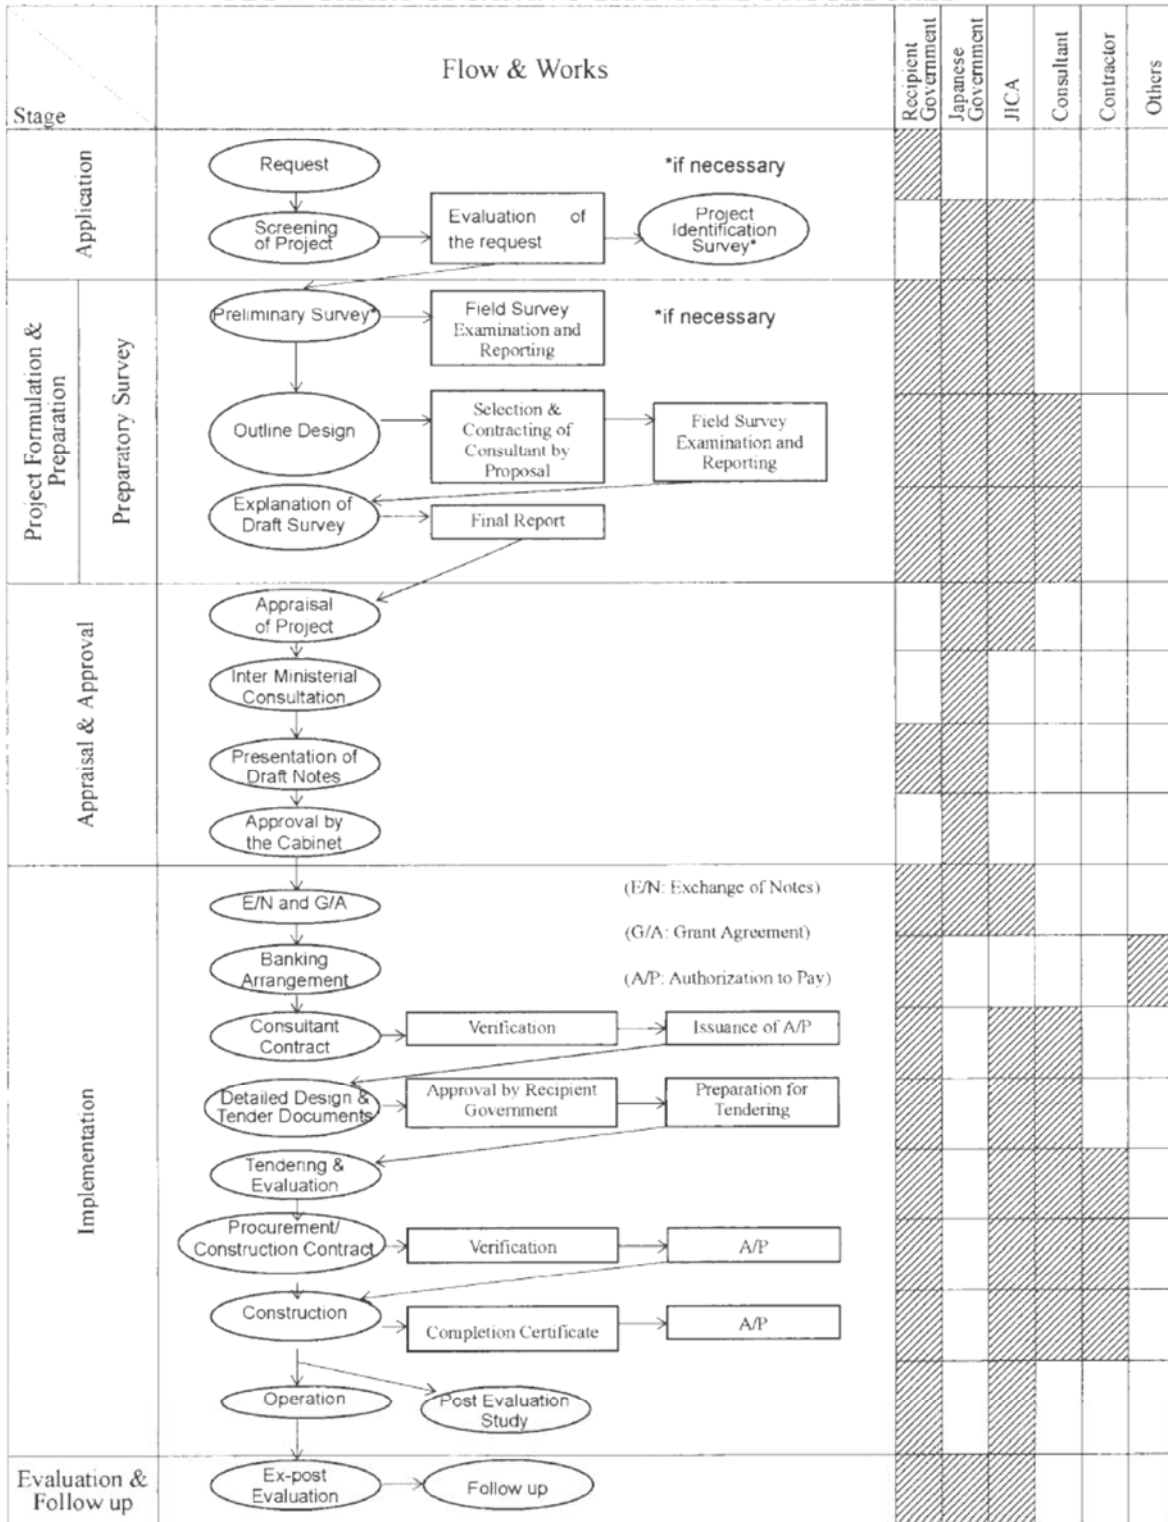 Stage
Flow & Works
Recipient
Government
Japanese
Government
JICA
Consultant
Contractor
Others
Application
Request
*if necessary
Screening
of Project
Evaluation of
the request
Project
Identification
Survey*
Project Formulation &
Preparation
Preparatory Survey
Preliminary Survey*
Field Survey
Examination and
Reporting
*if necessary
Outline Design
Selection &
Contracting of
Consultant by
Proposal
Field Survey
Examination and
Reporting
Explanation of
Draft Survey
Final Report
Appraisal & Approval
Appraisal
of Project
Inter Ministerial
Consultation
Presentation of
Draft Notes
Approval by
the Cabinet
Implementation
E/N and G/A
(E/N: Exchange of Notes)
(G/A: Grant Agreement)
Banking
Arrangement
(A/P: Authorization to Pay)
Consultant
Contract
Verification
Issuance of A/P
Detailed Design &
Tender Documents
Approval by Recipient
Government
Preparation for
Tendering
Tendering &
Evaluation
Procurement/
Construction Contract
Verification
A/P
Construction
Completion Certificate
A/P
Operation
Post Evaluation
Study
Evaluation &
Follow up
Ex-post
Evaluation
Follow up